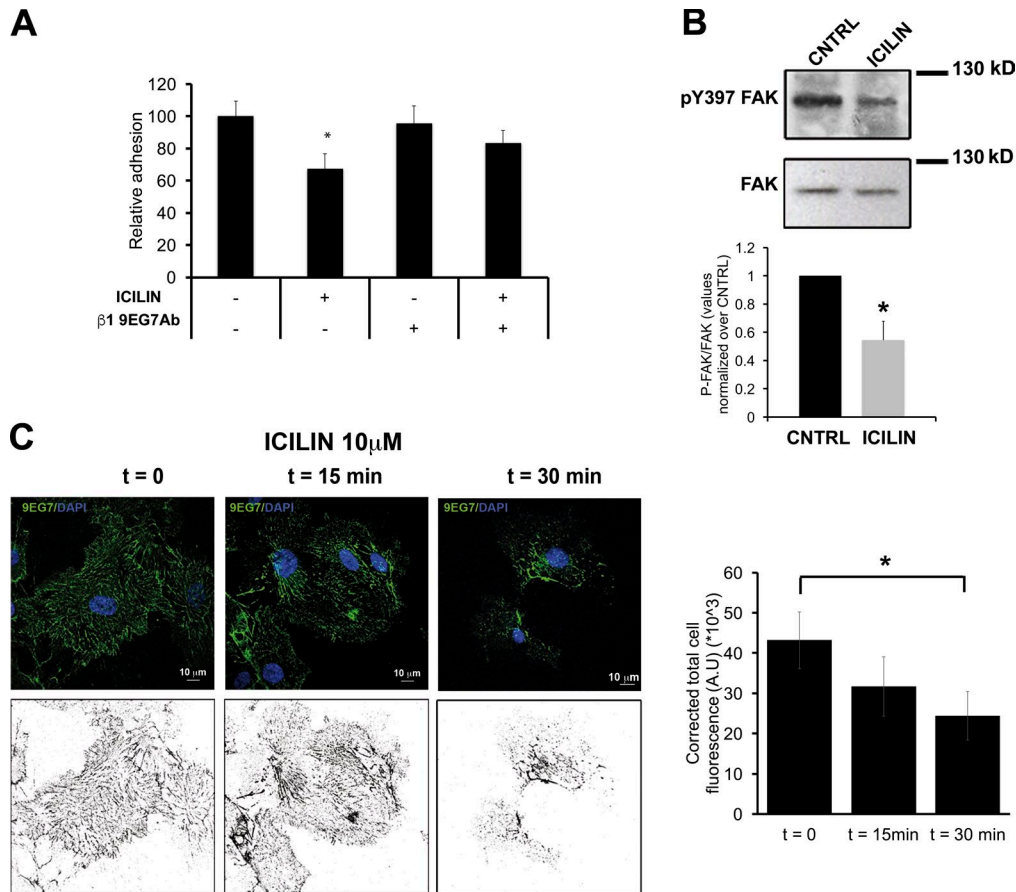 A
120
100
80
60
40
20
0
Relative adhesion
ICILIN - + - +
β1 9EG7Ab - - + +
B
CNTRL ICILIN
130 kD
pY397 FAK
130 kD
FAK
1.2
1
0.8
0.6
0.4
0.2
0
P-FAK/FAK (values
normalized over CNTRL)
*
*
CNTRL ICILIN
C
ICILIN 10μM
t = 0 t = 15 min t = 30 min
9EG7/DAPI 9EG7/DAPI 9EG7/DAPI
10 μm 10 μm 10 μm
60
50
40
30
20
10
0
Corrected total cell
fluorescence (A.U) (*10^3)
*
t = 0 t = 15min t = 30 min